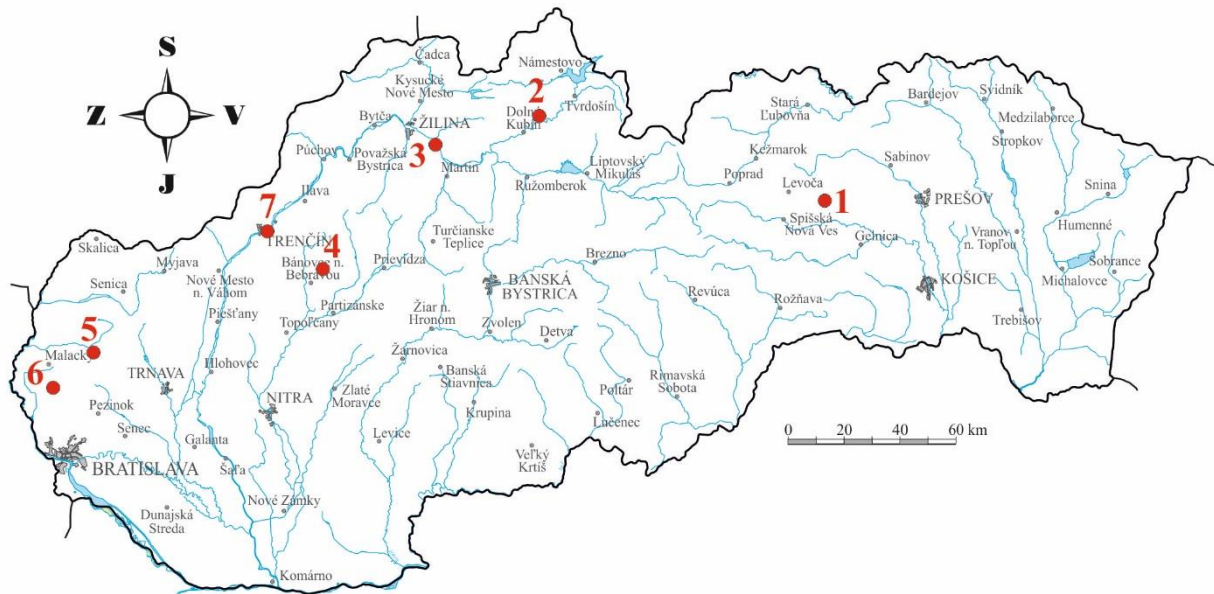 S
Z
V
J
Čadca
Kysucké
Nové Mesto
Bytča
ŽILINA
3
Púchov
Považská
Bystrica
Martin
Námestovo
2
Tvrdošín
Dolný
Kubín
Ružomberok
Liptovský
Mikuláš
Stará
Ľubovňa
Kežmarok
Poprad
Levoča
1
Spišská
Nová Ves
Gelnica
Sabinov
PREŠOV
Bardejov
Svidník
Medzilaborce
Stropkov
Snina
Humenné
Vranov
n. Topľou
Sobrance
Michalovce
KOŠICE
Trebišov
Ilava
7
TRENČÍN
4
Bánovce n.
Bebravou
Turčianske
Teplice
Prievidza
Skalica
Myjava
Senica
Nové Mesto
n. Váhom
Piešťany
Partizánske
Topoľčany
BANSKÁ
BYSTRICA
Brezno
Revúca
Rožňava
Žiar n.
Hronom
Zvolen
Detva
5
Malacky
6
Hlohovec
TRNAVA
Pezinok
Senec
NITRA
Zlaté
Moravce
Žarnovica
Banská
Štiavnica
Krupina
Levice
Poltár
Rimavská
Sobota
Lučenec
Veľký
Krtíš
BRATISLAVA
Galanta
Šaľa
Nové Zámky
Dunajská
Streda
Komárno
0 20 40 60 km